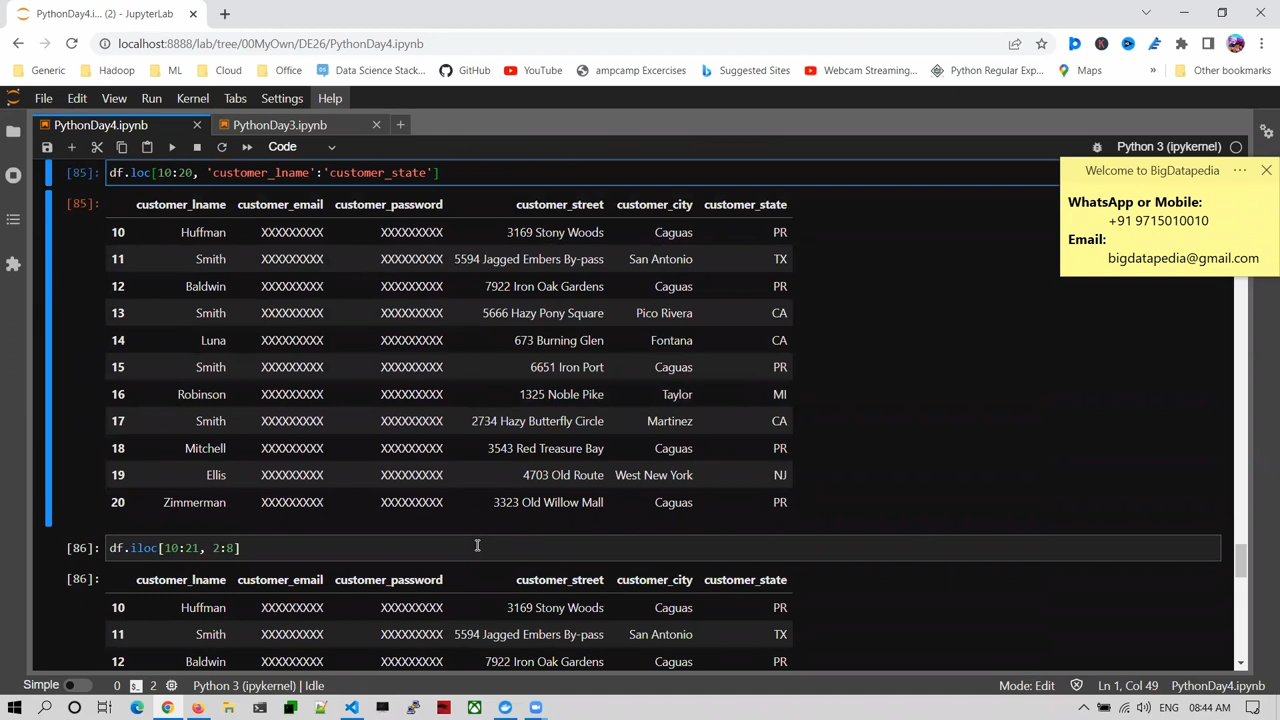 PythonDay4.i... (2) - JupyterLab
localhost:8888/lab/tree/00MyOwn/DE26/PythonDay4.ipynb
Generic Hadoop ML Cloud Office Data Science Stack... GitHub YouTube ampcamp Excercises Suggested Sites Webcam Streaming... Python Regular Exp... Maps » Other bookmarks
File Edit View Run Kernel Tabs Settings Help
PythonDay4.ipynb PythonDay3.ipynb
Code Python 3 (ipykernel)
Welcome to BigDatapedia ...
WhatsApp or Mobile:
+91 9715010010
Email:
bigdatapedia@gmail.com
[85]: df.loc[10:20, 'customer_lname':'customer_state']
[85]: customer_lname customer_email customer_password customer_street customer_city customer_state
10 Huffman XXXXXXXXX XXXXXXXXX 3169 Stony Woods Caguas PR
11 Smith XXXXXXXXX XXXXXXXXX 5594 Jagged Embers By-pass San Antonio TX
12 Baldwin XXXXXXXXX XXXXXXXXX 7922 Iron Oak Gardens Caguas PR
13 Smith XXXXXXXXX XXXXXXXXX 5666 Hazy Pony Square Pico Rivera CA
14 Luna XXXXXXXXX XXXXXXXXX 673 Burning Glen Fontana CA
15 Smith XXXXXXXXX XXXXXXXXX 6651 Iron Port Caguas PR
16 Robinson XXXXXXXXX XXXXXXXXX 1325 Noble Pike Taylor MI
17 Smith XXXXXXXXX XXXXXXXXX 2734 Hazy Butterfly Circle Martinez CA
18 Mitchell XXXXXXXXX XXXXXXXXX 3543 Red Treasure Bay Caguas PR
19 Ellis XXXXXXXXX XXXXXXXXX 4703 Old Route West New York NJ
20 Zimmerman XXXXXXXXX XXXXXXXXX 3323 Old Willow Mall Caguas PR
[86]: df.iloc[10:21, 2:8]
[86]: customer_lname customer_email customer_password customer_street customer_city customer_state
10 Huffman XXXXXXXXX XXXXXXXXX 3169 Stony Woods Caguas PR
11 Smith XXXXXXXXX XXXXXXXXX 5594 Jagged Embers By-pass San Antonio TX
12 Baldwin XXXXXXXXX XXXXXXXXX 7922 Iron Oak Gardens Caguas PR
Simple 0 2 Python 3 (ipykernel) | Idle Mode: Edit Ln 1, Col 49 PythonDay4.ipynb
ENG 08:44 AM